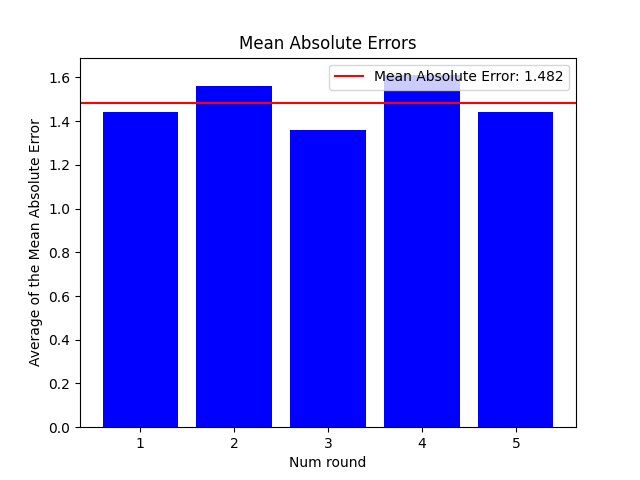 Mean Absolute Errors
Mean Absolute Error: 1.482
Average of the Mean Absolute Error
1.6
1.4
1.2
1.0
0.8
0.6
0.4
0.2
0.0
1 2 3 4 5
Num round